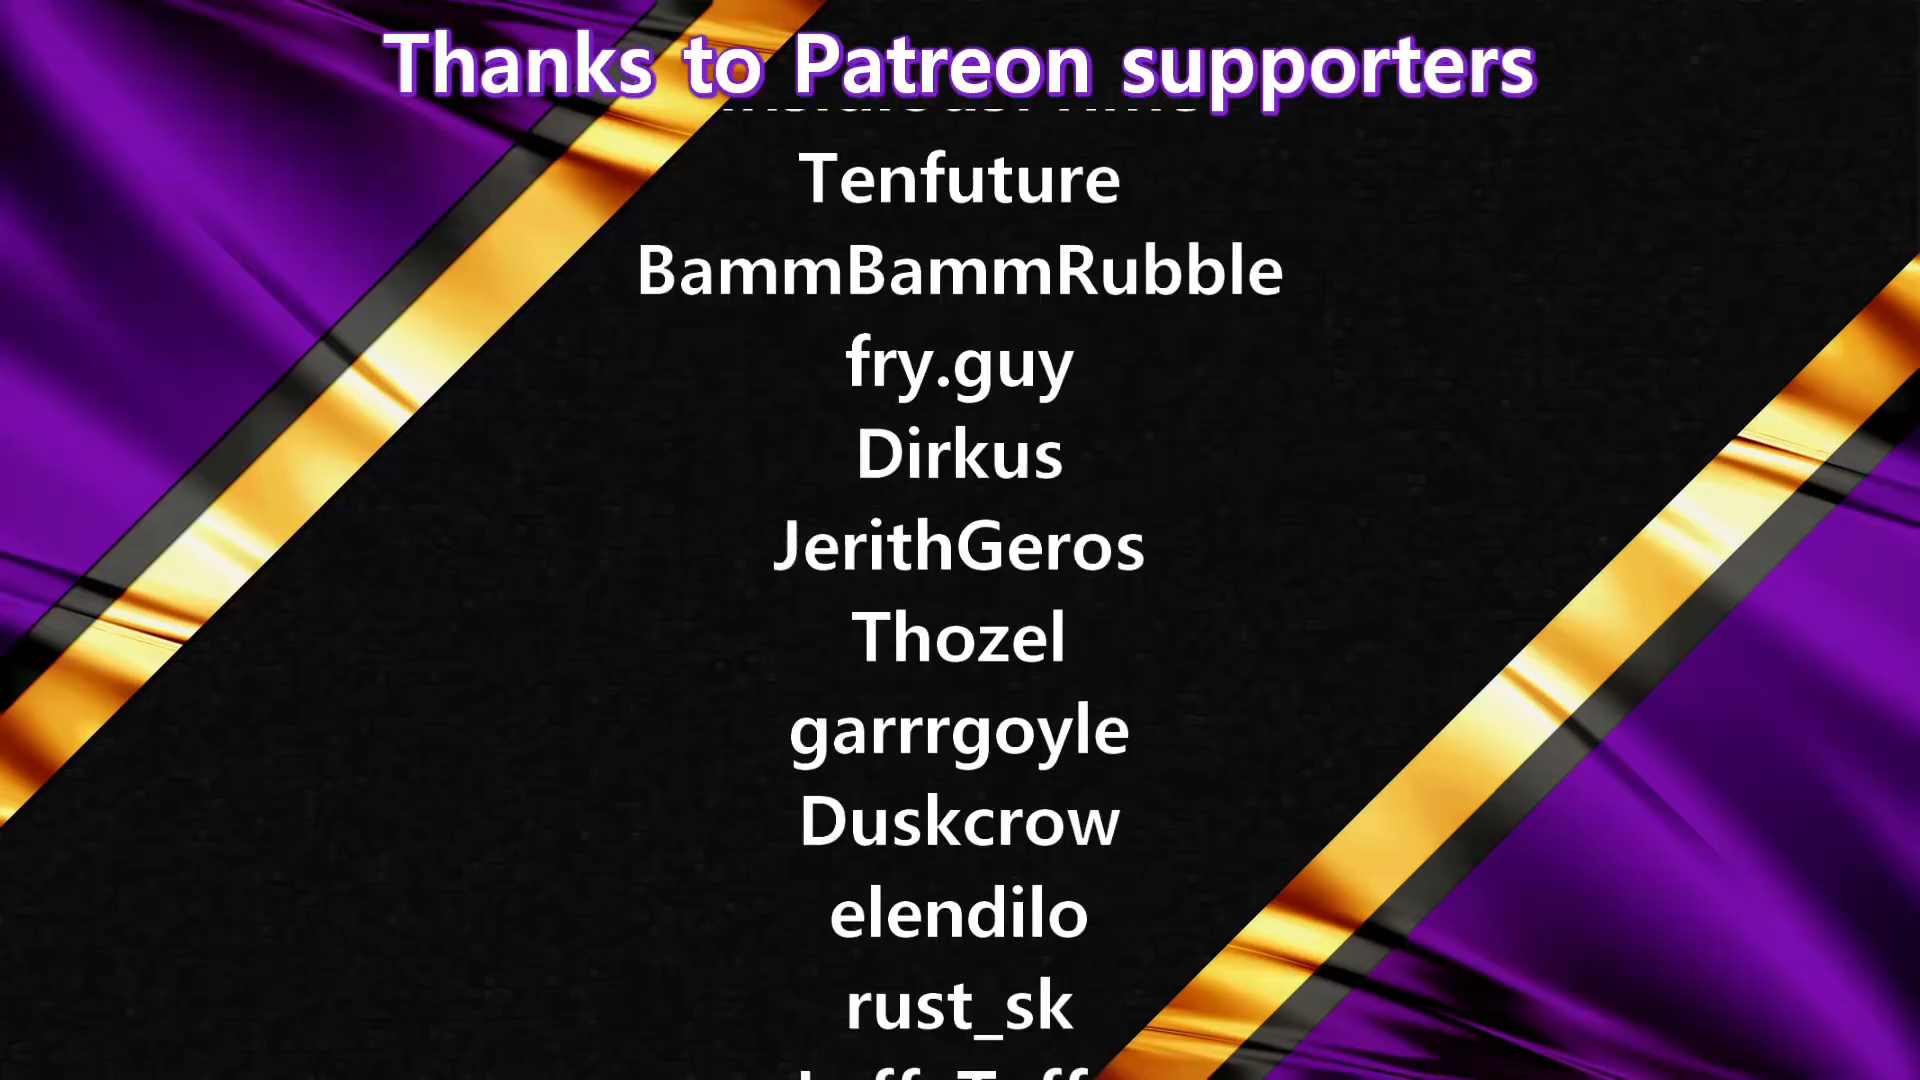 Thanks to Patreon supporters
Tenfuture
BammBammRubble
fry.guy
Dirkus
JerithGeros
Thozel
garrrgoyle
Duskcrow
elendilo
rust_sk